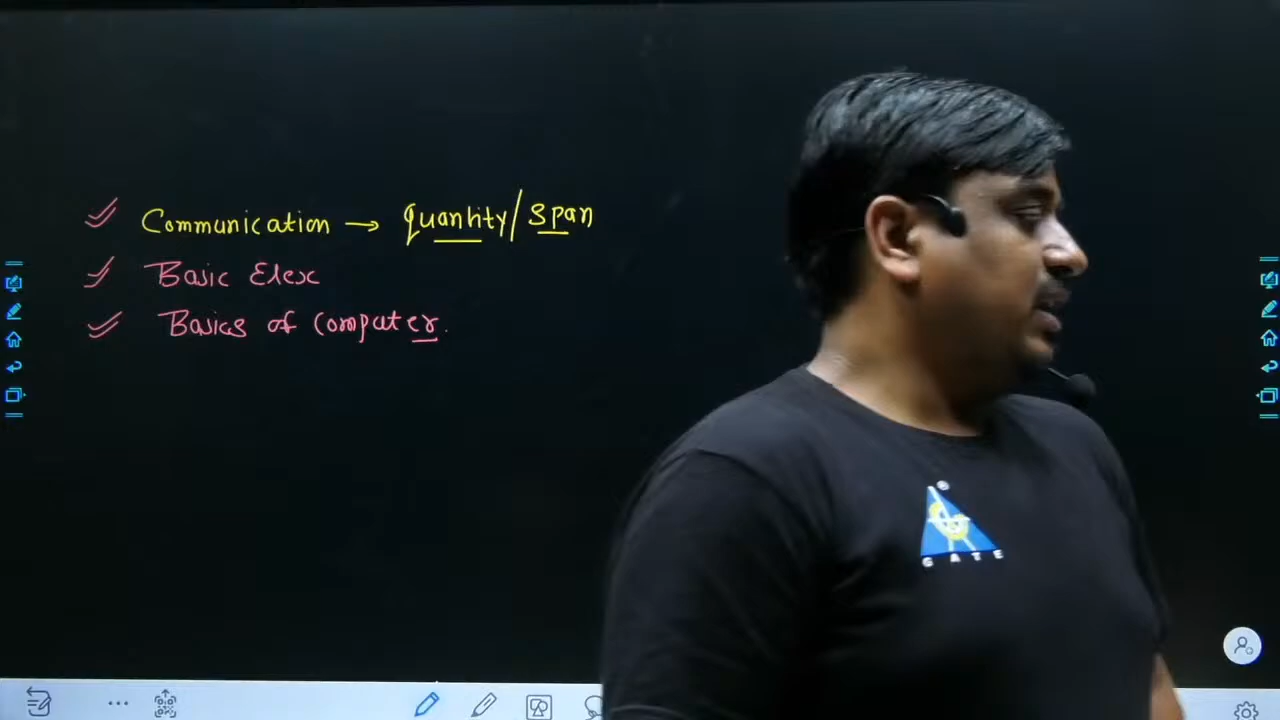 Communication → quantity/span
Basic Elex
Basics of Computer.
GATE